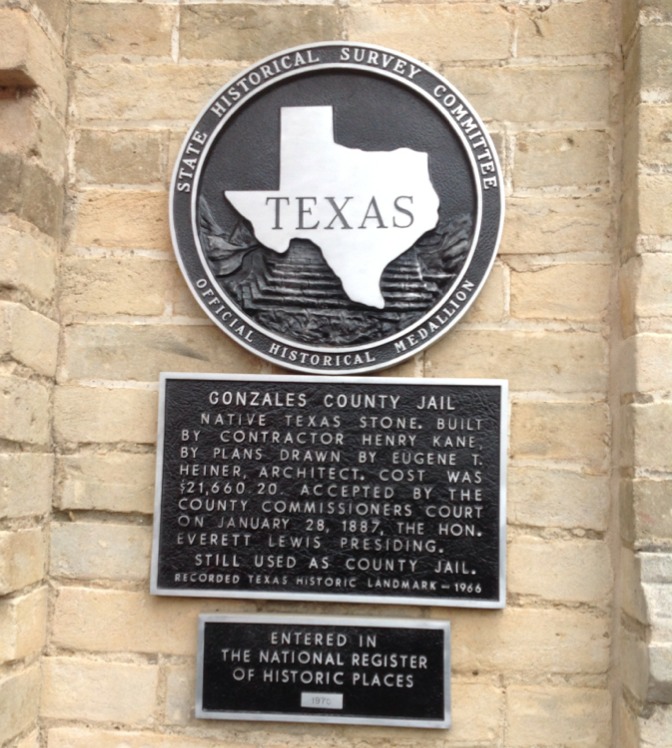 STATE HISTORICAL SURVEY COMMITTEE
TEXAS
OFFICIAL HISTORICAL MEDALLION
GONZALES COUNTY JAIL
NATIVE TEXAS STONE. BUILT
BY CONTRACTOR HENRY KANE,
BY PLANS DRAWN BY EUGENE T.
HEINER, ARCHITECT. COST WAS
$21,660.20. ACCEPTED BY THE
COUNTY COMMISSIONERS COURT
ON JANUARY 28, 1887, THE HON.
EVERETT LEWIS PRESIDING.
STILL USED AS COUNTY JAIL.
RECORDED TEXAS HISTORIC LANDMARK – 1966
ENTERED IN
THE NATIONAL REGISTER
OF HISTORIC PLACES
1976